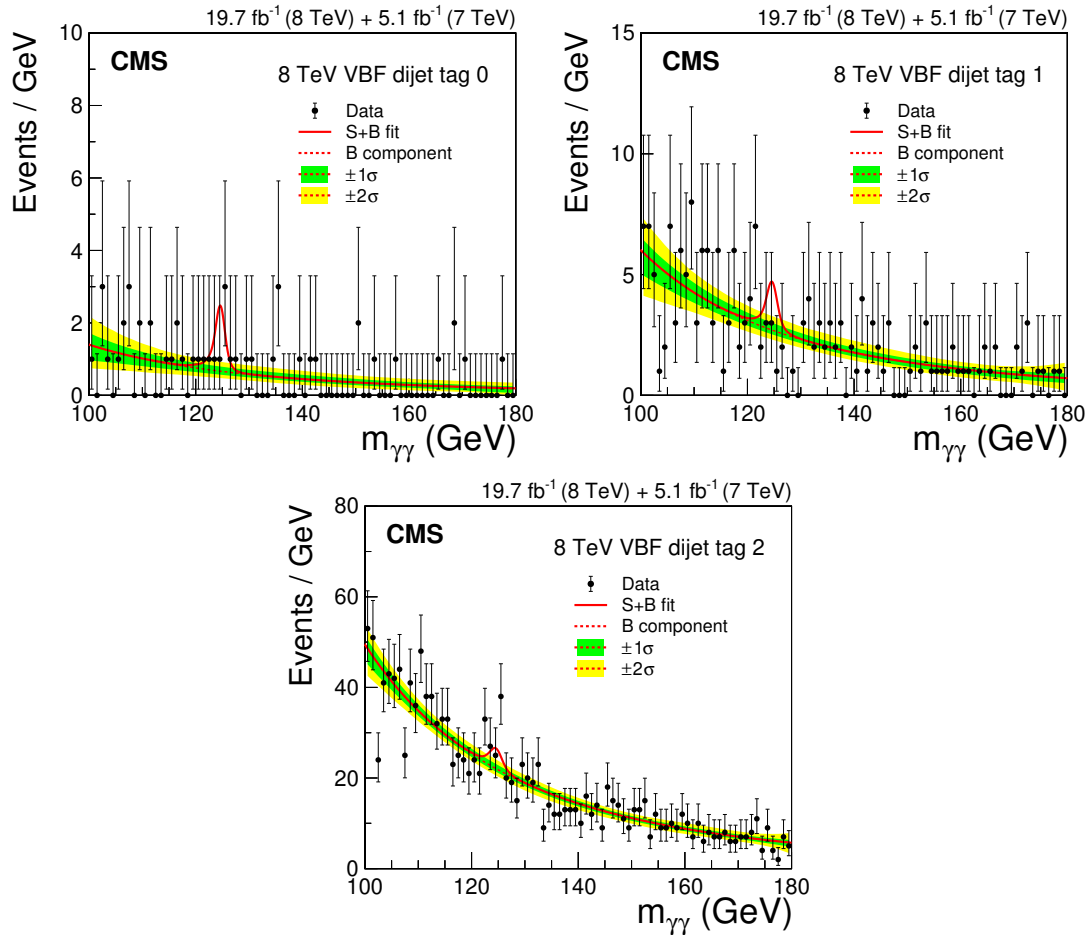 19.7 fb⁻¹ (8 TeV) + 5.1 fb⁻¹ (7 TeV)
Events / GeV
10
8
6
4
2
0
CMS
8 TeV VBF dijet tag 0
Data
S+B fit
B component
±1σ
±2σ
100 120 140 160 180
mγγ (GeV)
19.7 fb⁻¹ (8 TeV) + 5.1 fb⁻¹ (7 TeV)
Events / GeV
15
10
5
0
CMS
8 TeV VBF dijet tag 1
Data
S+B fit
B component
±1σ
±2σ
100 120 140 160 180
mγγ (GeV)
19.7 fb⁻¹ (8 TeV) + 5.1 fb⁻¹ (7 TeV)
Events / GeV
80
60
40
20
0
CMS
8 TeV VBF dijet tag 2
Data
S+B fit
B component
±1σ
±2σ
100 120 140 160 180
mγγ (GeV)